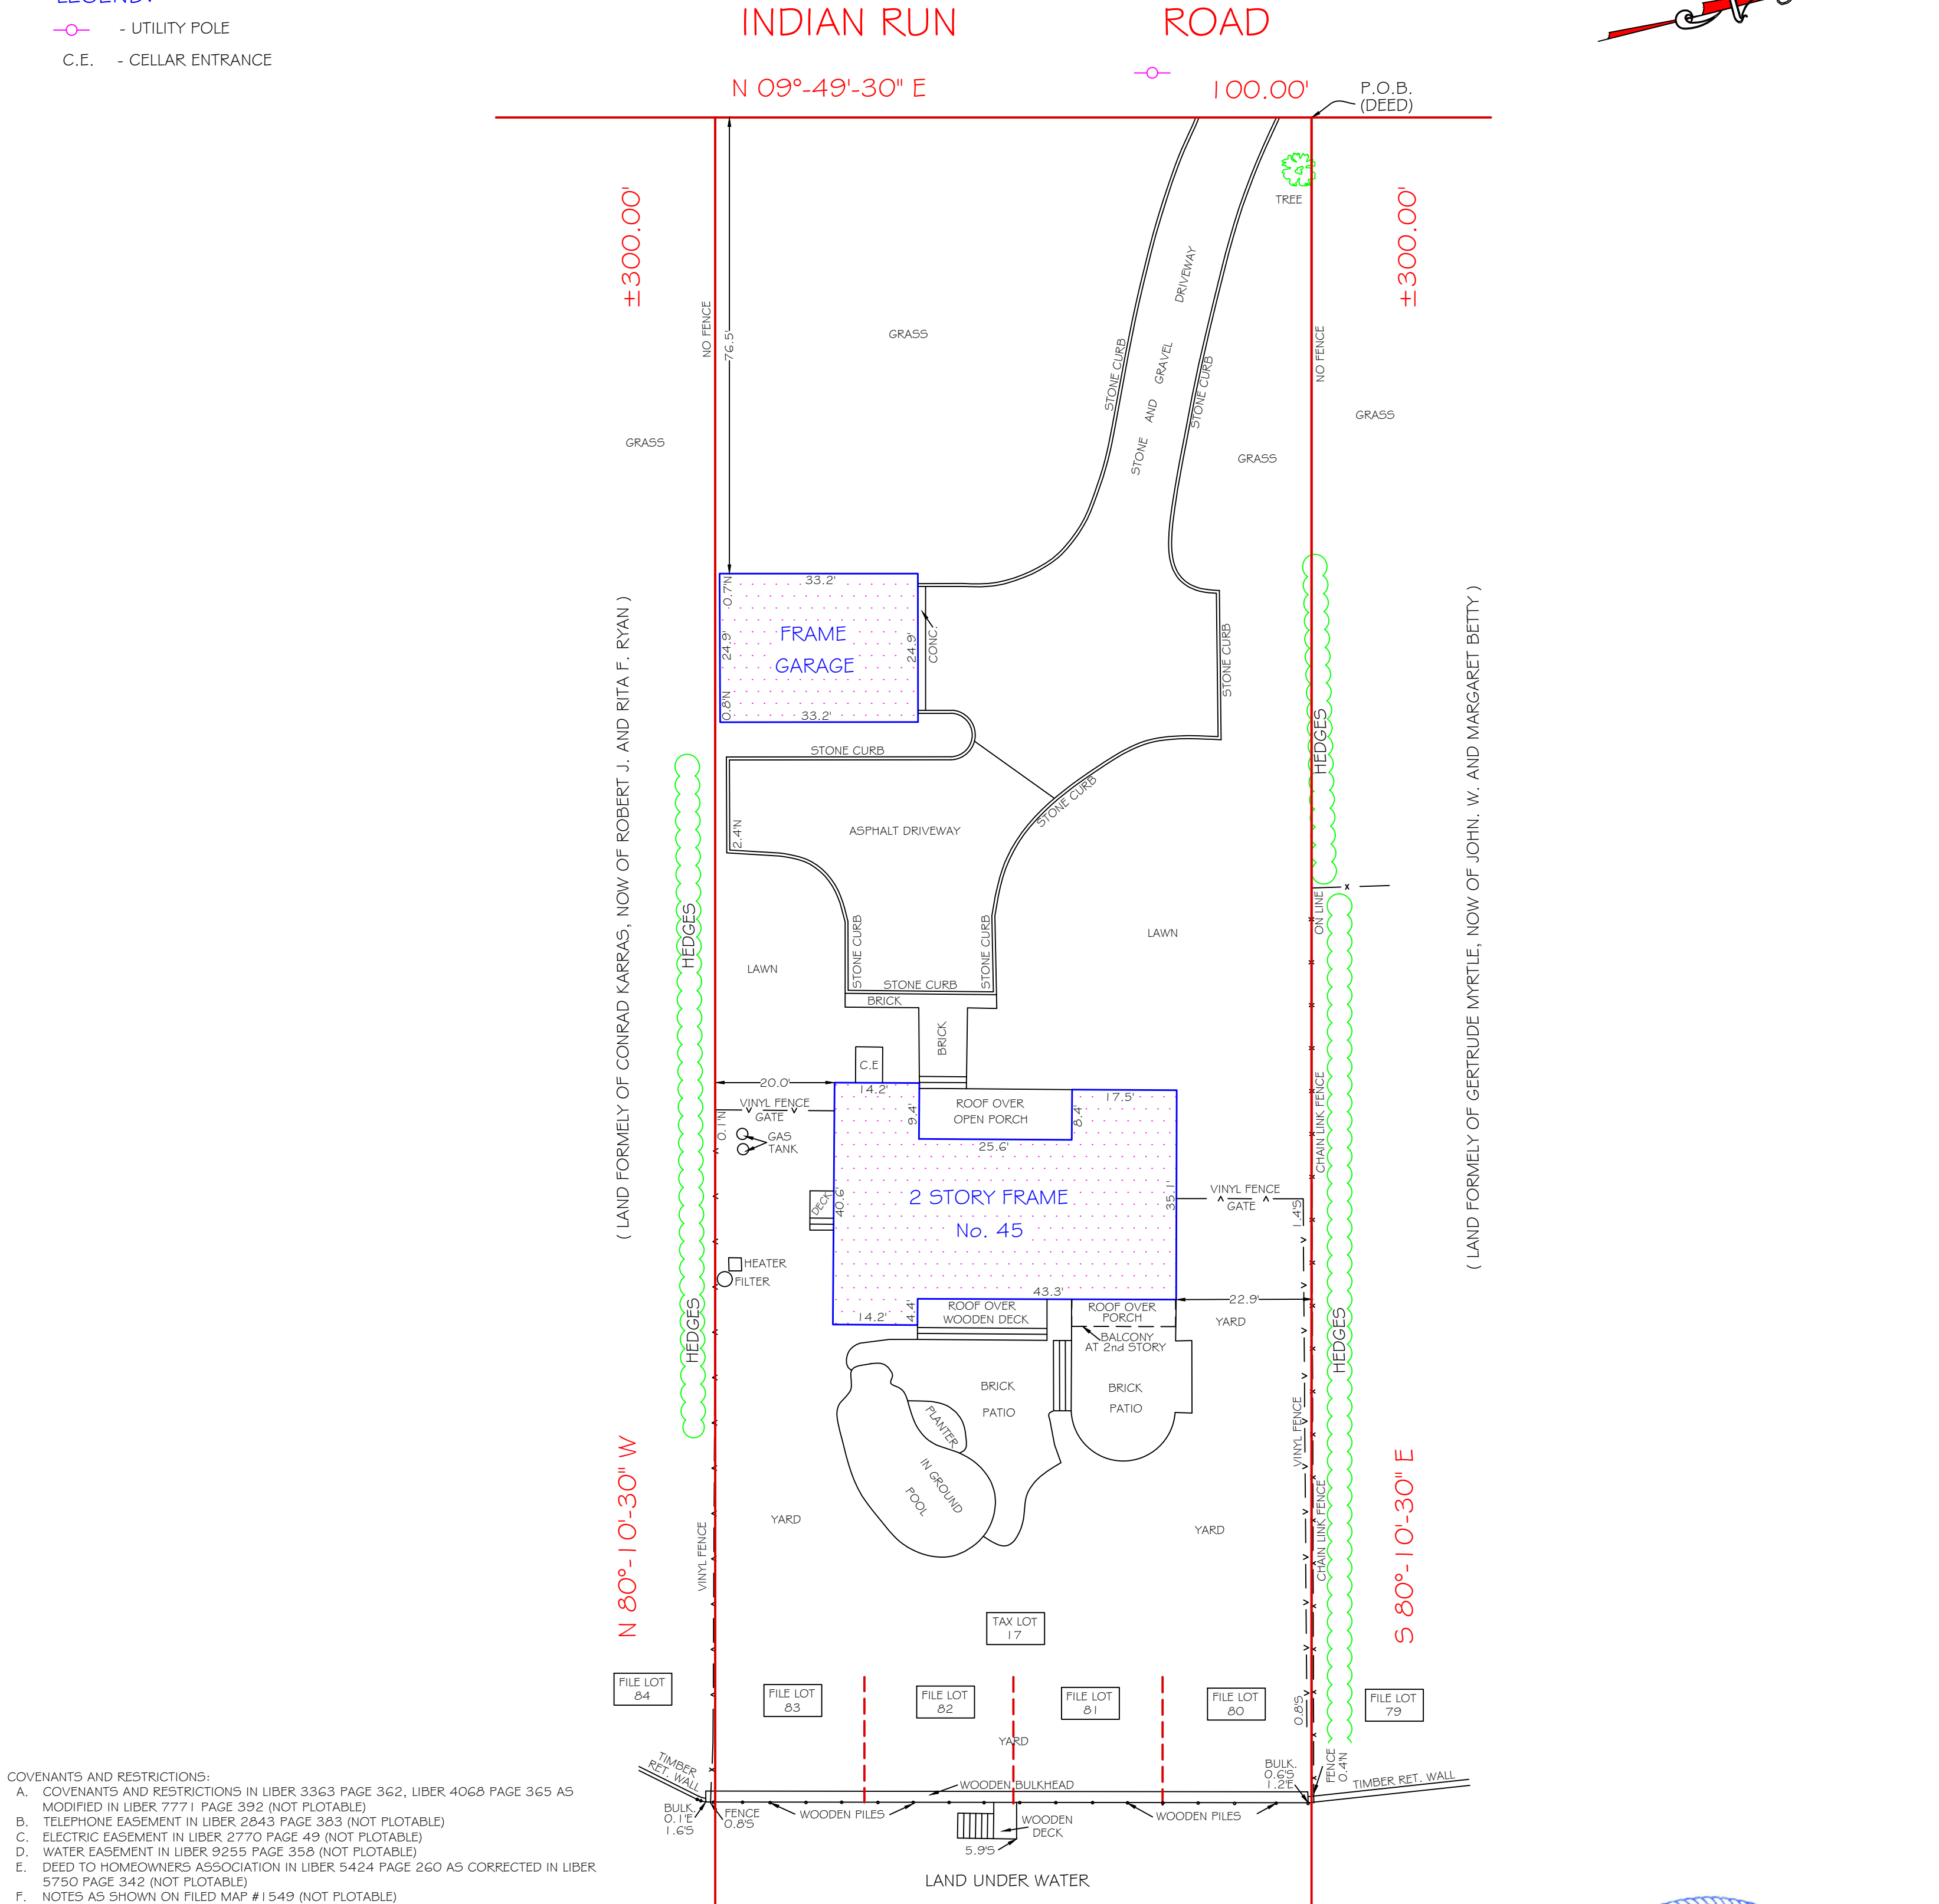 LEGEND:
- UTILITY POLE
C.E. - CELLAR ENTRANCE
INDIAN RUN ROAD
N 09°-49'-30" E
100.00'
P.O.B.
(DEED)
±300.00'
±300.00'
TREE
NO FENCE
76.5'
GRASS
STONE CURB
STONE AND GRAVEL DRIVEWAY
STONE CURB
NO FENCE
GRASS
GRASS
GRASS
0.7'N
33.2'
FRAME
GARAGE
24.9'
24.9'
CONC.
0.8'N
33.2'
STONE CURB
HEDGES
( LAND FORMELY OF CONRAD KARRAS, NOW OF ROBERT J. AND RITA F. RYAN )
( LAND FORMELY OF GERTRUDE MYRTLE, NOW OF JOHN. W. AND MARGARET BETTY )
STONE CURB
STONE CURB
2.4'N
ASPHALT DRIVEWAY
HEDGES
STONE CURB
STONE CURB
ON LINE
LAWN
LAWN
STONE CURB
BRICK
BRICK
C.E
20.0'
14.2'
9.4'
ROOF OVER
OPEN PORCH
8.4'
17.5'
CHAIN LINK FENCE
VINYL FENCE
GATE
0.1'N
GAS
TANK
25.6'
DECK
40.6'
2 STORY FRAME
No. 45
35.1'
VINYL FENCE
GATE
1.4'S
HEATER
FILTER
43.3'
22.9'
14.2'
4.4'
ROOF OVER
WOODEN DECK
ROOF OVER
PORCH
YARD
BALCONY
AT 2nd STORY
HEDGES
HEDGES
BRICK
PATIO
BRICK
PATIO
PLANTER
IN GROUND
POOL
VINYL FENCE
CHAIN LINK FENCE
N 80°-10'-30" W
S 80°-10'-30" E
VINYL FENCE
YARD
YARD
TAX LOT
17
FILE LOT
84
FILE LOT
83
FILE LOT
82
FILE LOT
81
FILE LOT
80
FILE LOT
79
0.8'S
YARD
TIMBER
RET. WALL
BULK.
0.6'S
1.2'E
FENCE
0.4'N
TIMBER RET. WALL
WOODEN BULKHEAD
BULK.
0.1'E
1.6'S
FENCE
0.8'S
WOODEN PILES
WOODEN
DECK
WOODEN PILES
5.9'S
LAND UNDER WATER
COVENANTS AND RESTRICTIONS:
A. COVENANTS AND RESTRICTIONS IN LIBER 3363 PAGE 362, LIBER 4068 PAGE 365 AS
MODIFIED IN LIBER 7771 PAGE 392 (NOT PLOTABLE)
B. TELEPHONE EASEMENT IN LIBER 2843 PAGE 383 (NOT PLOTABLE)
C. ELECTRIC EASEMENT IN LIBER 2770 PAGE 49 (NOT PLOTABLE)
D. WATER EASEMENT IN LIBER 9255 PAGE 358 (NOT PLOTABLE)
E. DEED TO HOMEOWNERS ASSOCIATION IN LIBER 5424 PAGE 260 AS CORRECTED IN LIBER
5750 PAGE 342 (NOT PLOTABLE)
F. NOTES AS SHOWN ON FILED MAP #1549 (NOT PLOTABLE)